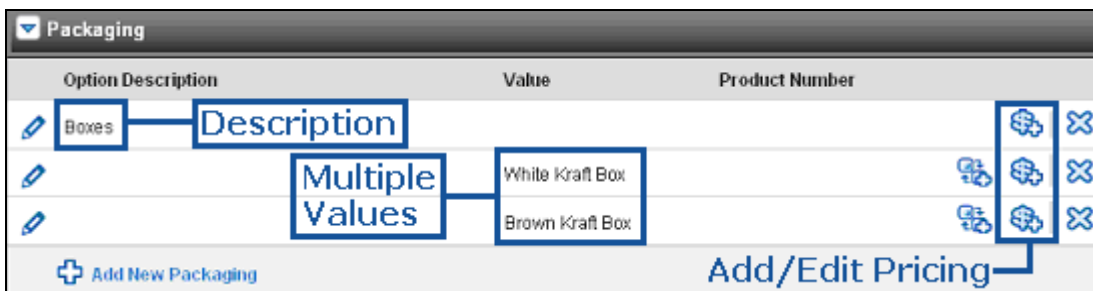 Packaging
Option Description Value Product Number
Boxes Description
Multiple Values White Kraft Box
Brown Kraft Box
Add New Packaging Add/Edit Pricing